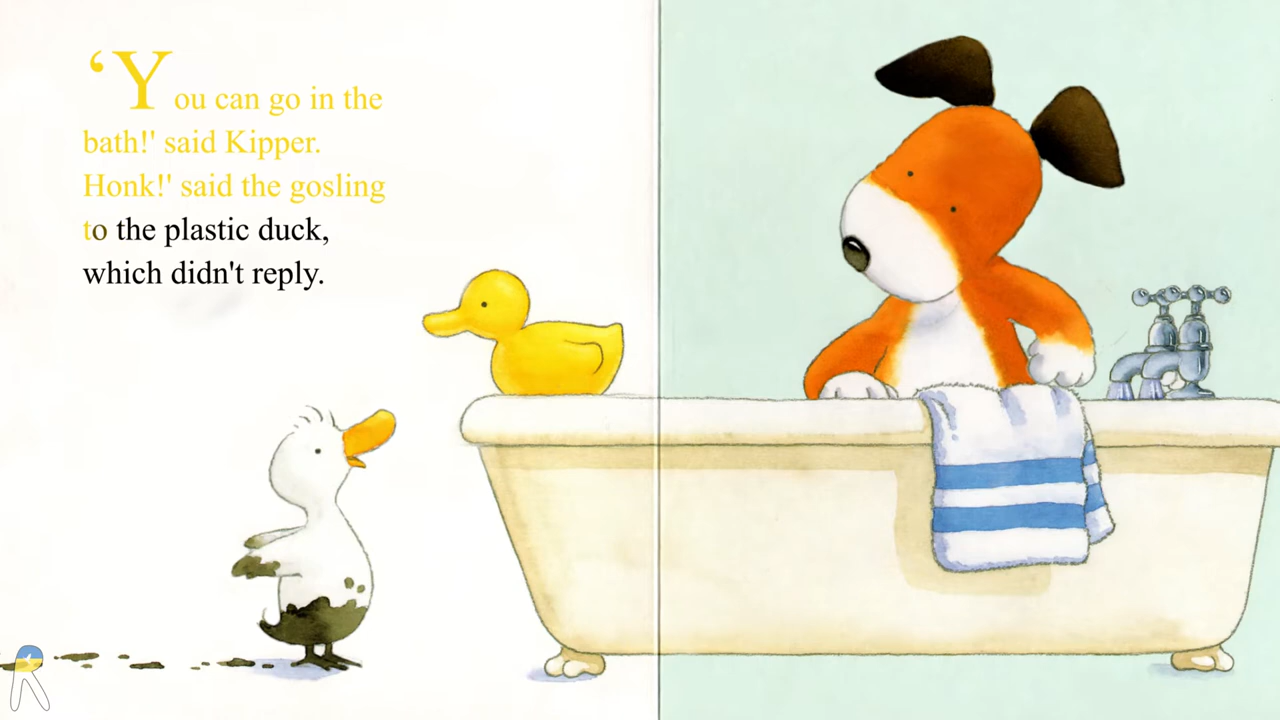 ‘You can go in the
bath!' said Kipper.
Honk!' said the gosling
to the plastic duck,
which didn't reply.